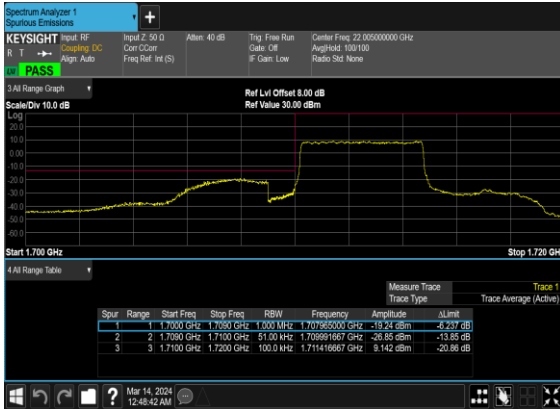 Spectrum Analyzer 1
Spurious Emissions
+
KEYSIGHT Input: RF Input Z: 50 Ω Atten: 40 dB Trig: Free Run Center Freq: 22.005000000 GHz
R T Coupling: DC Corr CCorr Gate: Off Avg|Hold: 100/100
Align: Auto Freq Ref: Int (S) IF Gain: Low Radio Std: None
PASS
3 All Range Graph
Ref Lvl Offset 8.00 dB
Scale/Div 10.0 dB Ref Value 30.00 dBm
Log
20.0
10.0
0.00
-10.0
-20.0
-30.0
-40.0
-50.0
-60.0
Start 1.700 GHz Stop 1.720 GH
4 All Range Table
Measure Trace Trace 1
Trace Type Trace Average (Active)
Spur Range Start Freq Stop Freq RBW Frequency Amplitude ΔLimit
1 1 1.7000 GHz 1.7090 GHz 1.000 MHz 1.707965000 GHz -19.24 dBm -6.237 dB
2 2 1.7090 GHz 1.7100 GHz 51.00 kHz 1.709991667 GHz -26.85 dBm -13.85 dB
3 3 1.7100 GHz 1.7200 GHz 100.0 kHz 1.711416667 GHz 9.142 dBm -20.86 dB
? Mar 14, 2024
12:48:42 AM